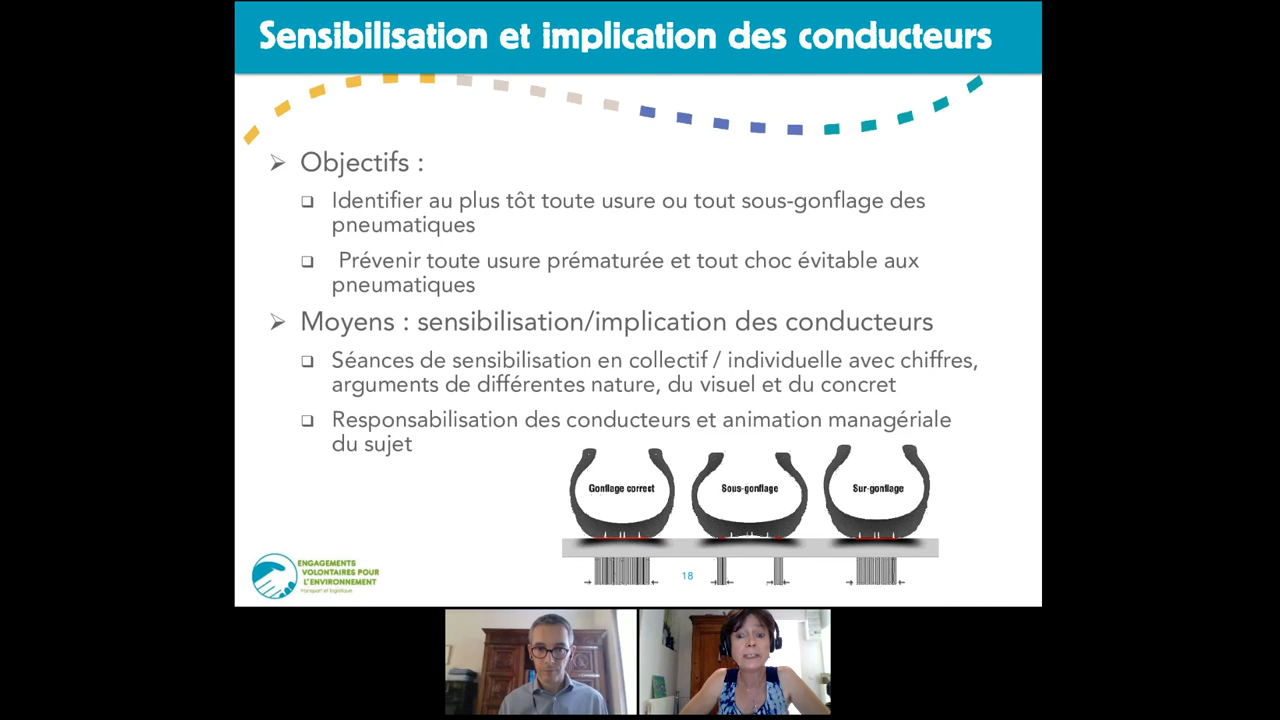 Sensibilisation et implication des conducteurs
Objectifs :
Identifier au plus tôt toute usure ou tout sous-gonflage des
pneumatiques
Prévenir toute usure prématurée et tout choc évitable aux
pneumatiques
Moyens : sensibilisation/implication des conducteurs
Séances de sensibilisation en collectif / individuelle avec chiffres,
arguments de différentes nature, du visuel et du concret
Responsabilisation des conducteurs et animation managériale
du sujet
Gonflage correct
Sous-gonflage
Sur-gonflage
18
ENGAGEMENTS
VOLONTAIRES POUR
L'ENVIRONNEMENT
Transport et logistique